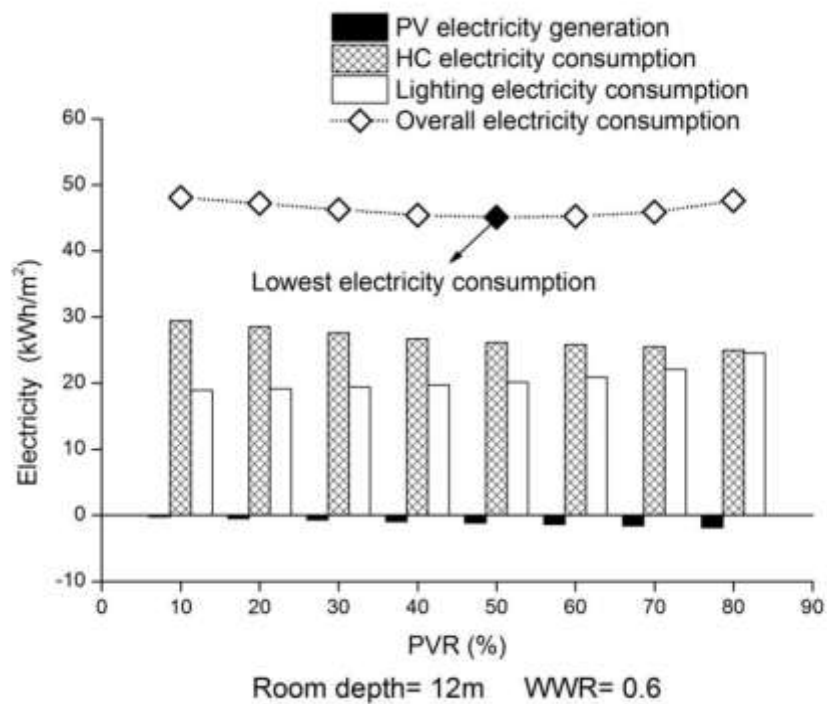 PV electricity generation
HC electricity consumption
Lighting electricity consumption
Overall electricity consumption
60
50
40
30
20
10
0
-10
Electricity (kWh/m²)
Lowest electricity consumption
0 10 20 30 40 50 60 70 80 90
PVR (%)
Room depth= 12m WWR= 0.6